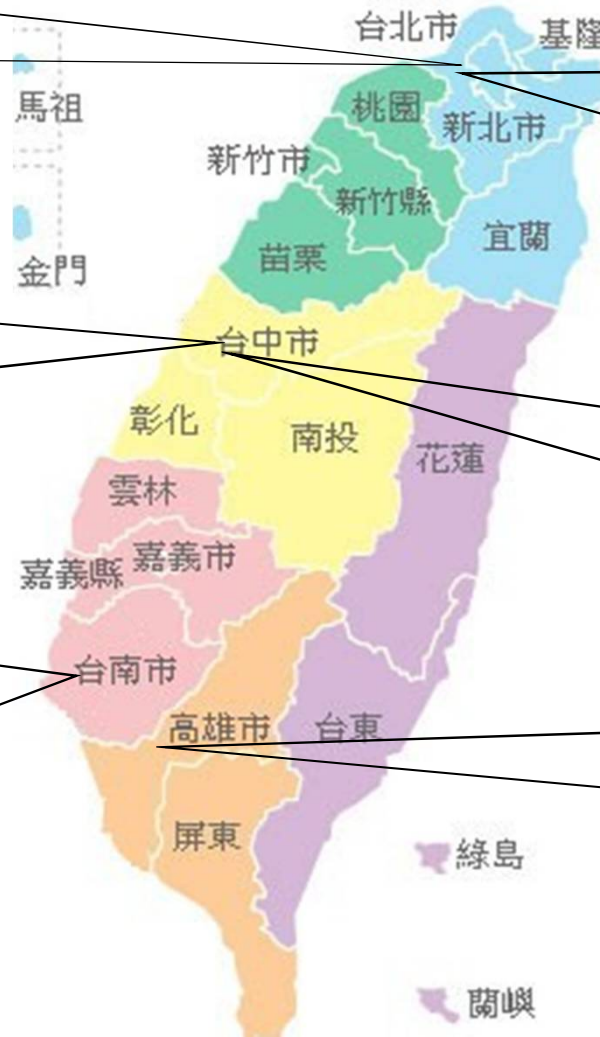 台北市
基隆
馬祖
桃園
新北市
新竹市
新竹縣
宜蘭
苗栗
金門
台中市
彰化
南投
花蓮
雲林
嘉義市
嘉義縣
台南市
高雄市
台東
屏東
綠島
蘭嶼